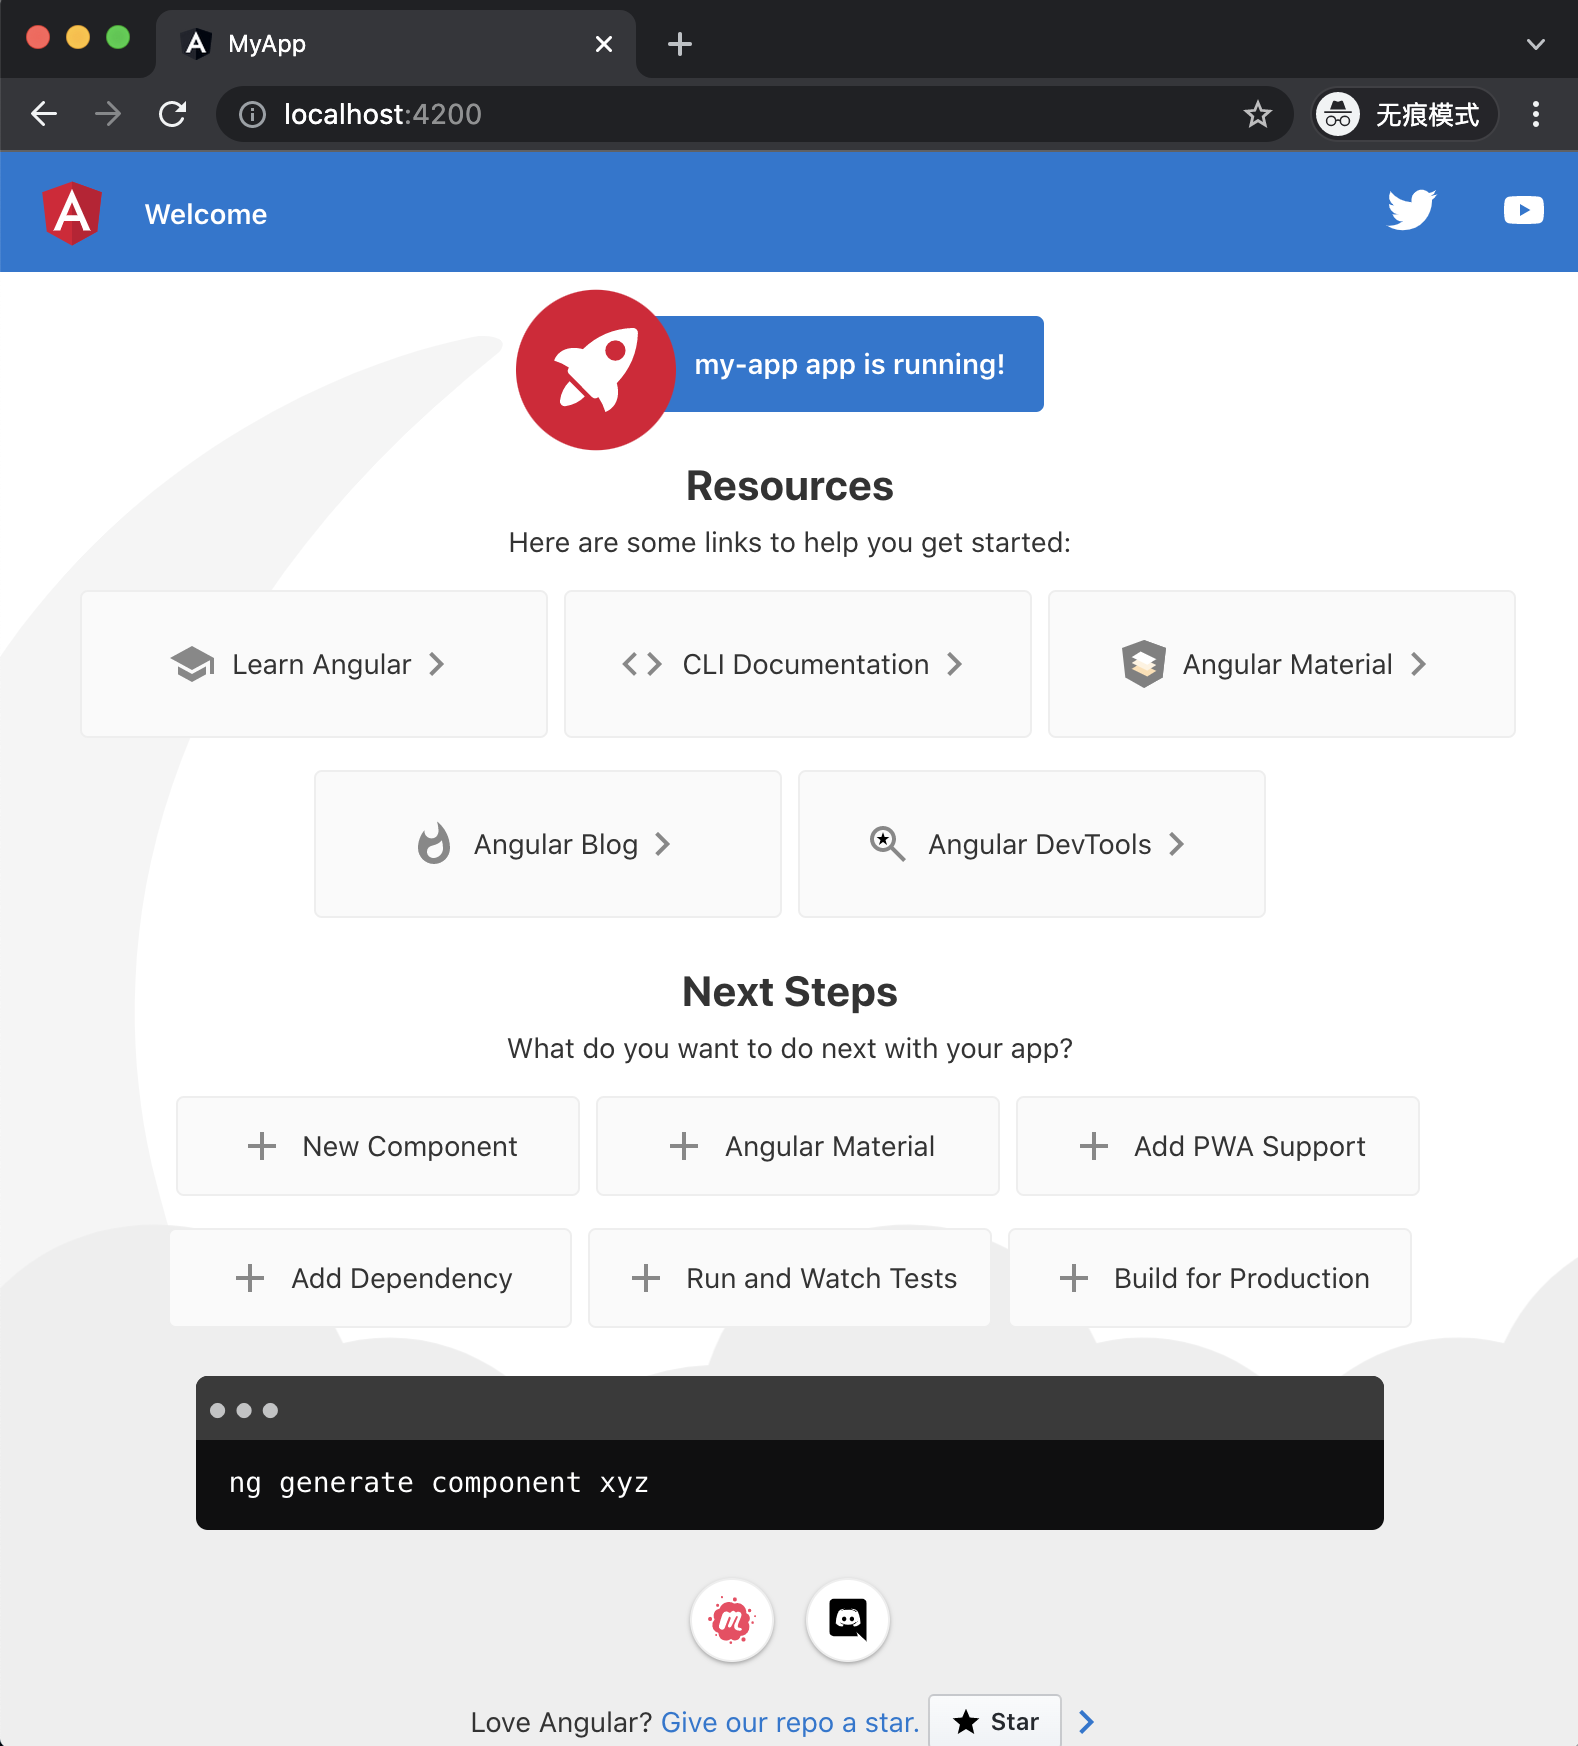 MyApp
localhost:4200
无痕模式
Welcome
my-app app is running!
Resources
Here are some links to help you get started:
Learn Angular
CLI Documentation
Angular Material
Angular Blog
Angular DevTools
Next Steps
What do you want to do next with your app?
New Component
Angular Material
Add PWA Support
Add Dependency
Run and Watch Tests
Build for Production
ng generate component xyz
Love Angular? Give our repo a star. Star